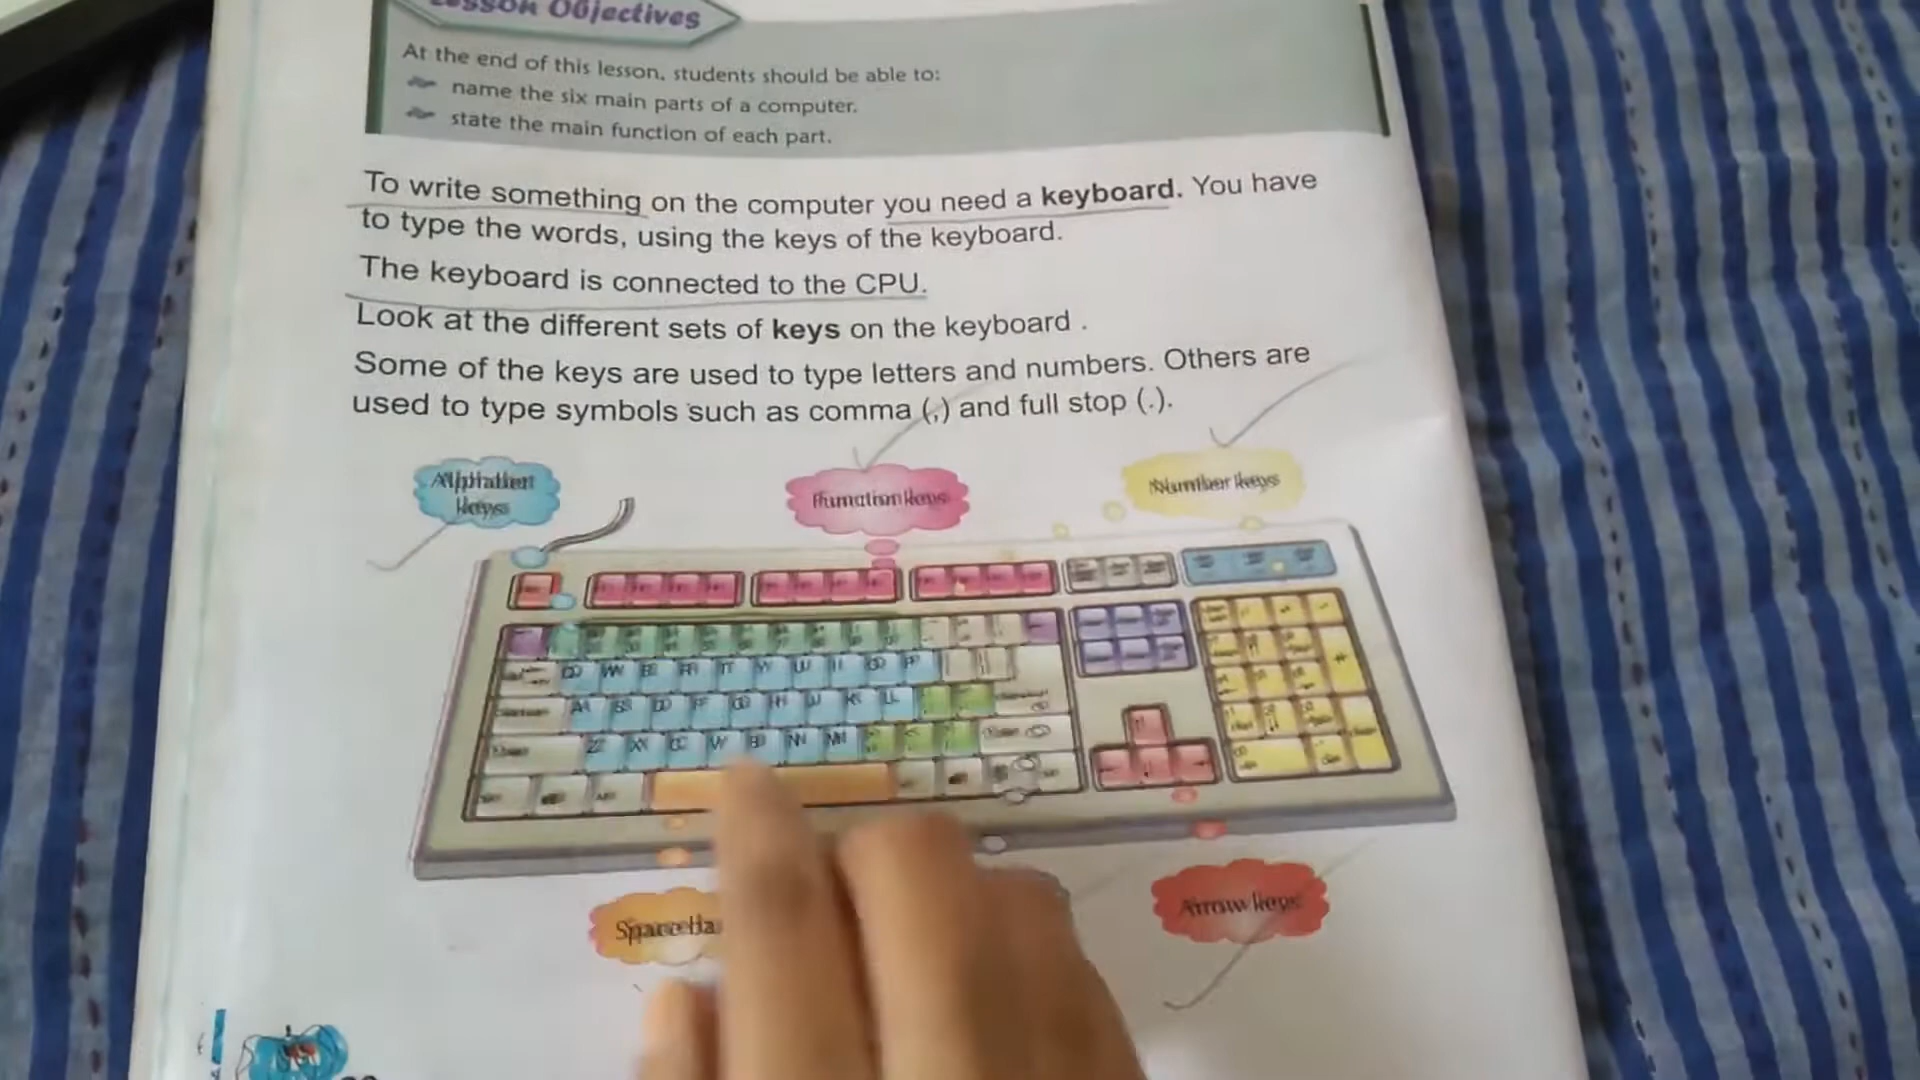 Lesson Objectives
At the end of this lesson, students should be able to:
name the six main parts of a computer.
state the main function of each part.
To write something on the computer you need a keyboard. You have
to type the words, using the keys of the keyboard.
The keyboard is connected to the CPU.
Look at the different sets of keys on the keyboard .
Some of the keys are used to type letters and numbers. Others are
used to type symbols such as comma (,) and full stop (.).
Alphabet
keys
Function keys
Number keys
Arrow keys